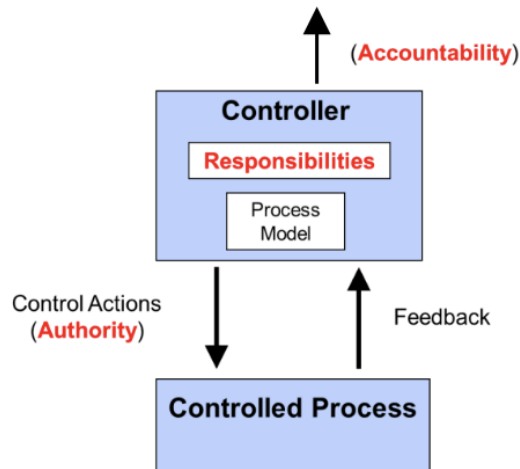 (Accountability)
Controller
Responsibilities
Process
Model
Control Actions
(Authority)
Feedback
Controlled Process